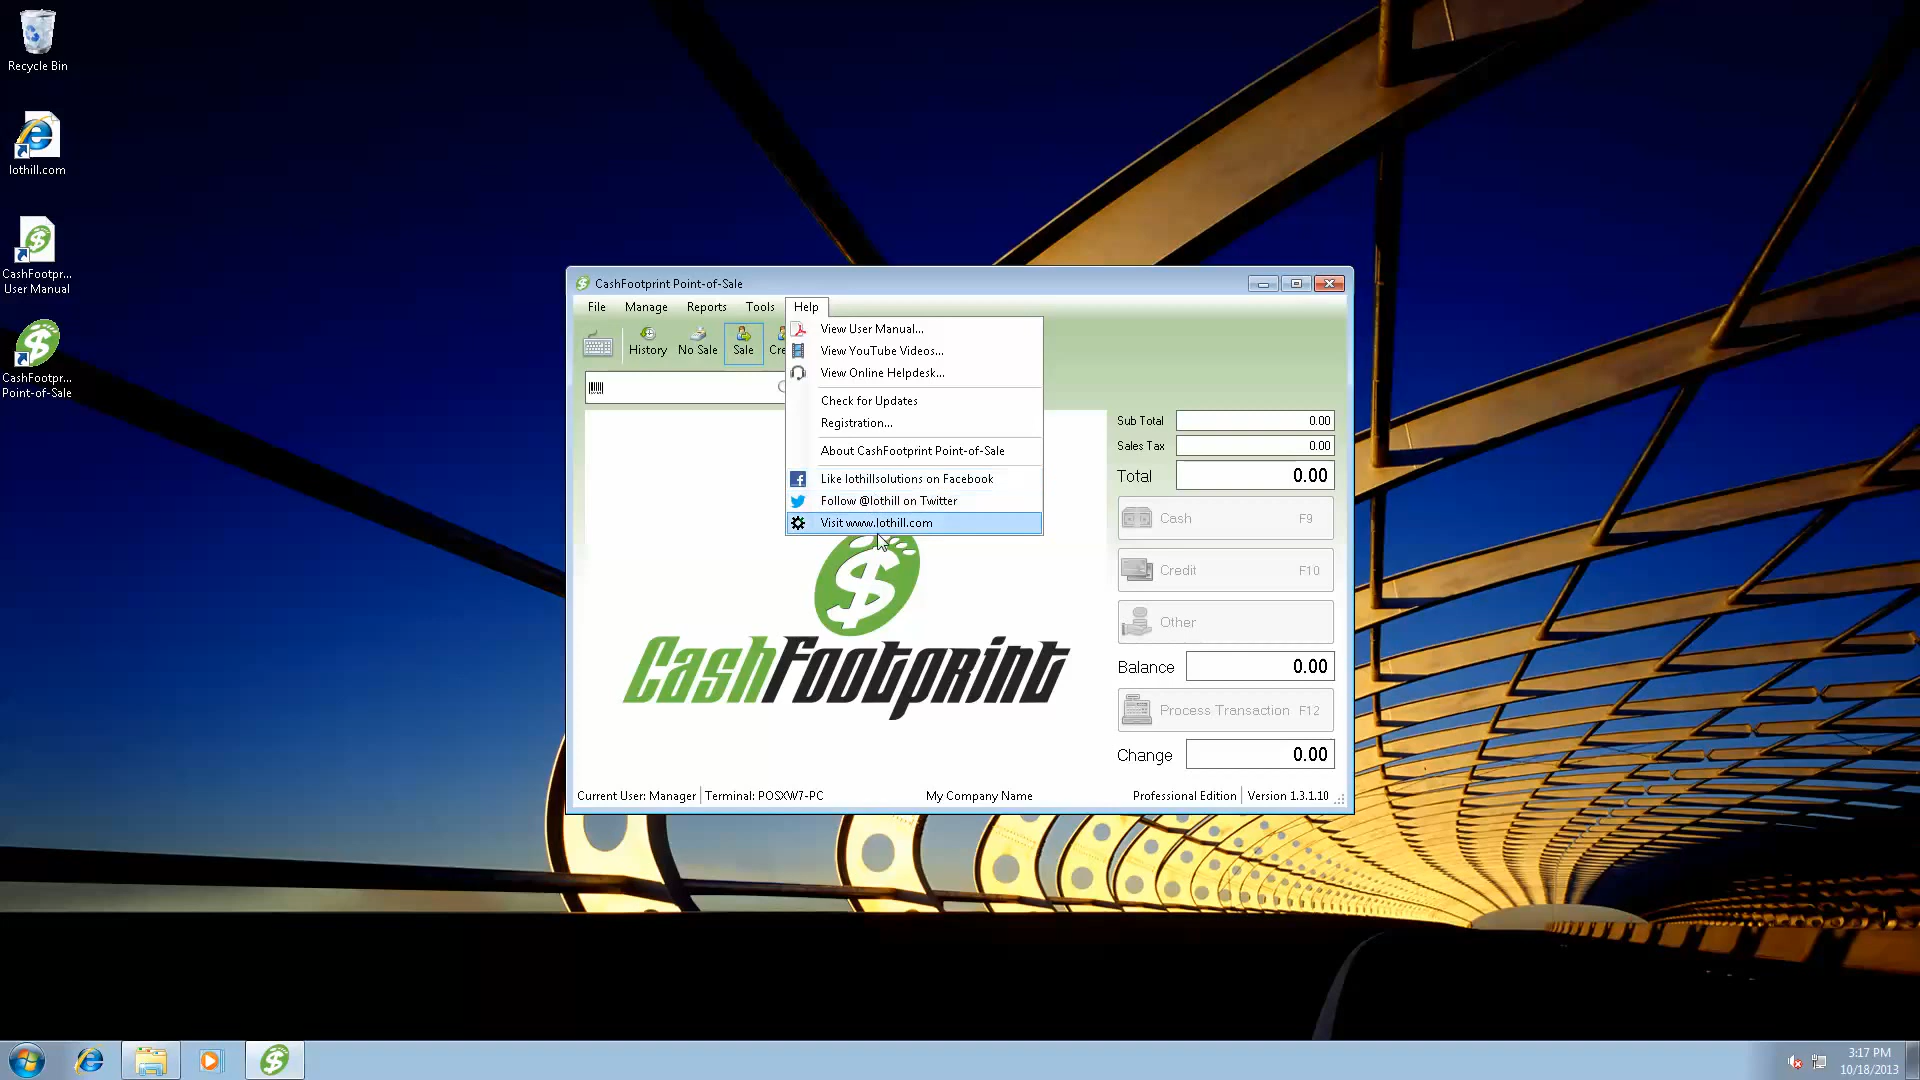 Recycle Bin
lothill.com
CashFootpr...
User Manual
CashFootpr...
Point-of-Sale
CashFootprint Point-of-Sale
File Manage Reports Tools Help
History No Sale Sale Cre
View User Manual...
View YouTube Videos...
View Online Helpdesk...
Check for Updates
Registration...
About CashFootprint Point-of-Sale
Like lothillsolutions on Facebook
Follow @lothill on Twitter
Visit www.lothill.com
CashFootprint
Sub Total 0.00
Sales Tax 0.00
Total 0.00
Cash F9
Credit F10
Other
Balance 0.00
Process Transaction F12
Change 0.00
Current User: Manager Terminal: POSXW7-PC My Company Name Professional Edition Version 1.3.1.10
3:17 PM
10/18/2013